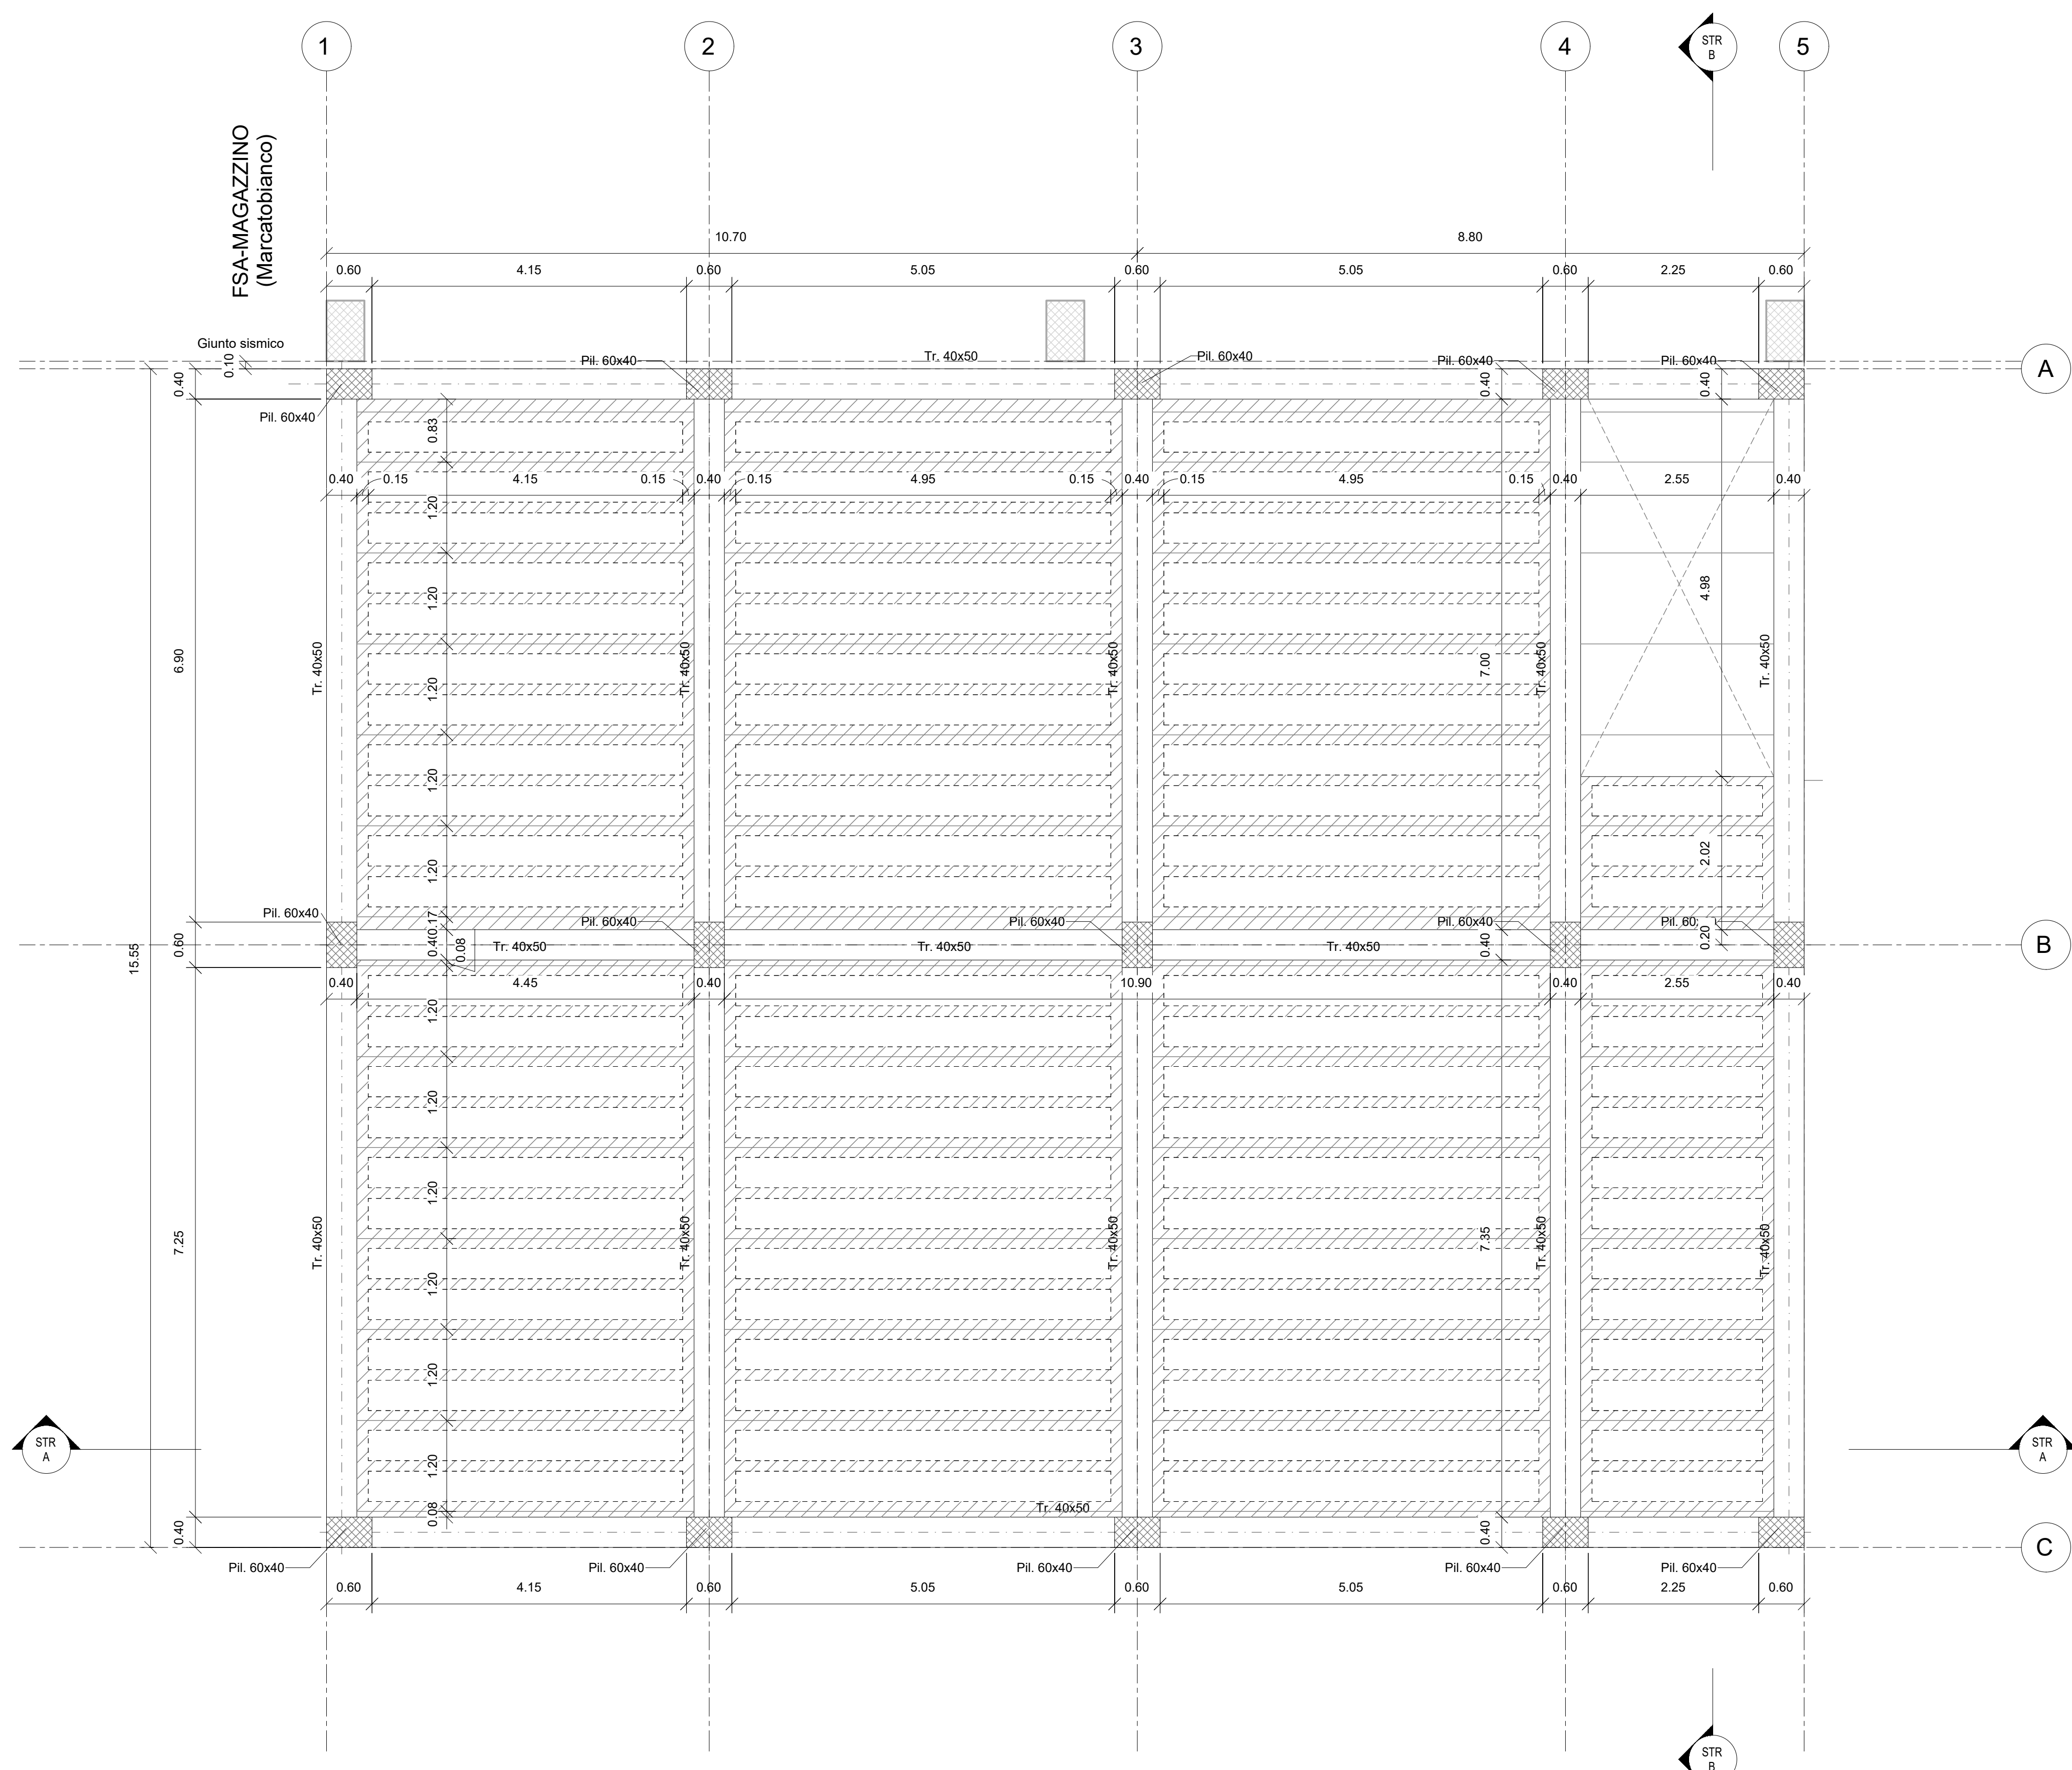 1
2
3
4
STR
B
5
FSA-MAGAZZINO
(Marcatobianco)
10.70
8.80
0.60
4.15
0.60
5.05
0.60
5.05
0.60
2.25
0.60
Giunto sismico
0.10
Pil. 60x40
Tr. 40x50
Pil. 60x40
Pil. 60x40
Pil. 60x40
A
0.40
0.40
0.40
Pil. 60x40
0.83
0.40
0.15
4.15
0.15
0.40
0.15
4.95
0.15
0.40
0.15
4.95
0.15
0.40
2.55
0.40
1.20
1.20
4.98
6.90
Tr. 40x50
1.20
Tr. 40x50
Tr. 40x50
7.00
Tr. 40x50
Tr. 40x50
1.20
1.20
2.02
Pil. 60x40
0.17
Pil. 60x40
Pil. 60x40
Pil. 60x40
Pil. 60
15.55
0.60
0.40
0.08
Tr. 40x50
Tr. 40x50
Tr. 40x50
0.40
0.20
B
0.40
4.45
0.40
10.90
0.40
2.55
0.40
1.20
1.20
1.20
7.25
Tr. 40x50
Tr. 40x50
Tr. 40x50
7.35
Tr. 40x50
Tr. 40x50
1.20
1.20
STR
A
STR
A
1.20
0.08
Tr. 40x50
0.40
0.40
C
Pil. 60x40
Pil. 60x40
Pil. 60x40
Pil. 60x40
Pil. 60x40
0.60
4.15
0.60
5.05
0.60
5.05
0.60
2.25
0.60
STR
B